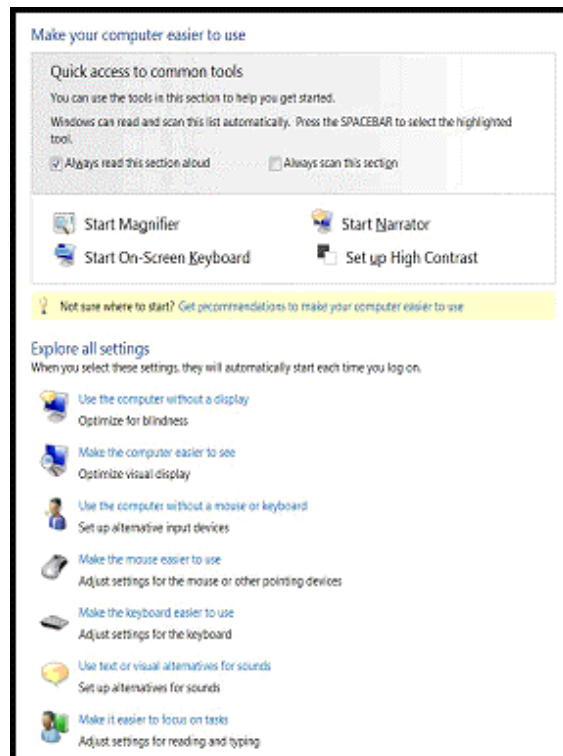 Make your computer easier to use
Quick access to common tools
You can use the tools in this section to help you get started.
Windows can read and scan this list automatically. Press the SPACEBAR to select the highlighted
tool.
Always read this section aloud Always scan this section
Start Magnifier Start Narrator
Start On-Screen Keyboard Set up High Contrast
Not sure where to start? Get recommendations to make your computer easier to use
Explore all settings
When you select these settings, they will automatically start each time you log on.
Use the computer without a display
Optimize for blindness
Make the computer easier to see
Optimize visual display
Use the computer without a mouse or keyboard
Set up alternative input devices
Make the mouse easier to use
Adjust settings for the mouse or other pointing devices
Make the keyboard easier to use
Adjust settings for the keyboard
Use text or visual alternatives for sounds
Set up alternatives for sounds
Make it easier to focus on tasks
Adjust settings for reading and typing